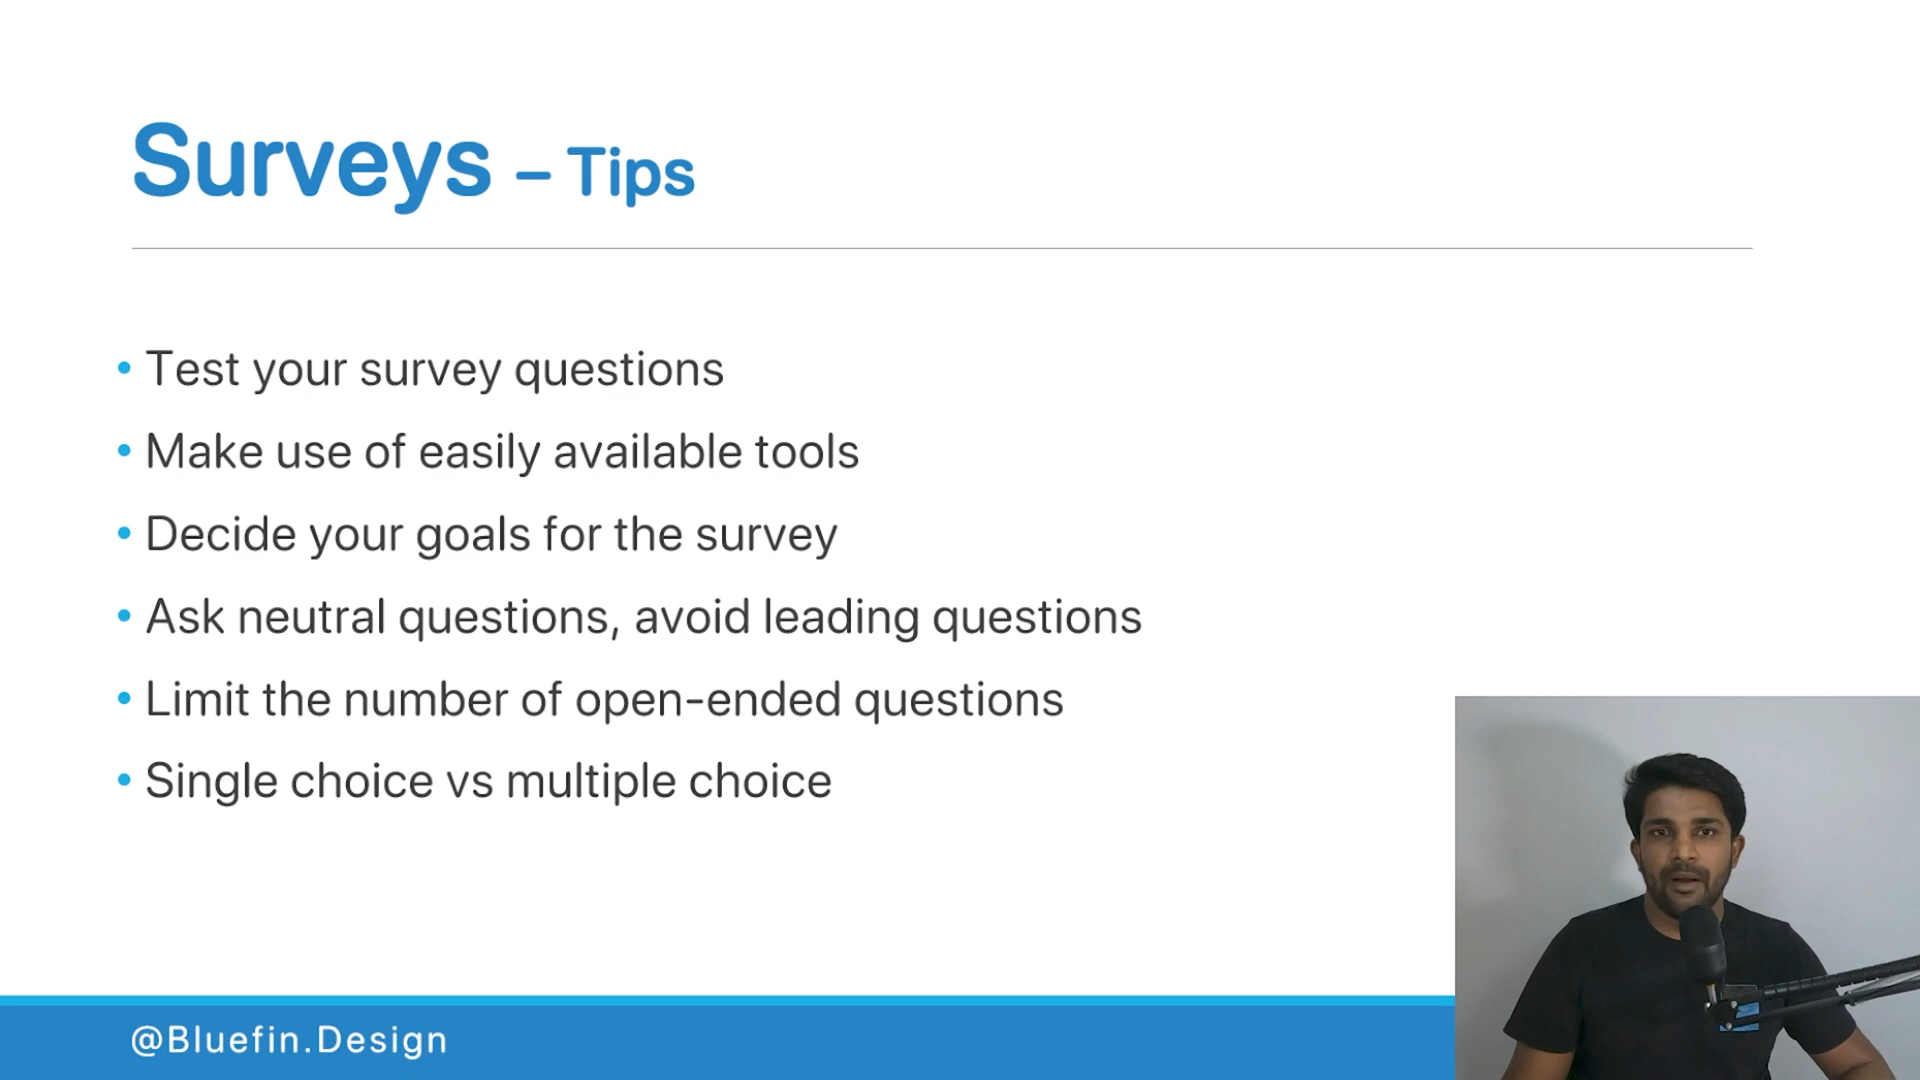 Surveys – Tips
• Test your survey questions
• Make use of easily available tools
• Decide your goals for the survey
• Ask neutral questions, avoid leading questions
• Limit the number of open-ended questions
• Single choice vs multiple choice
@Bluefin.Design